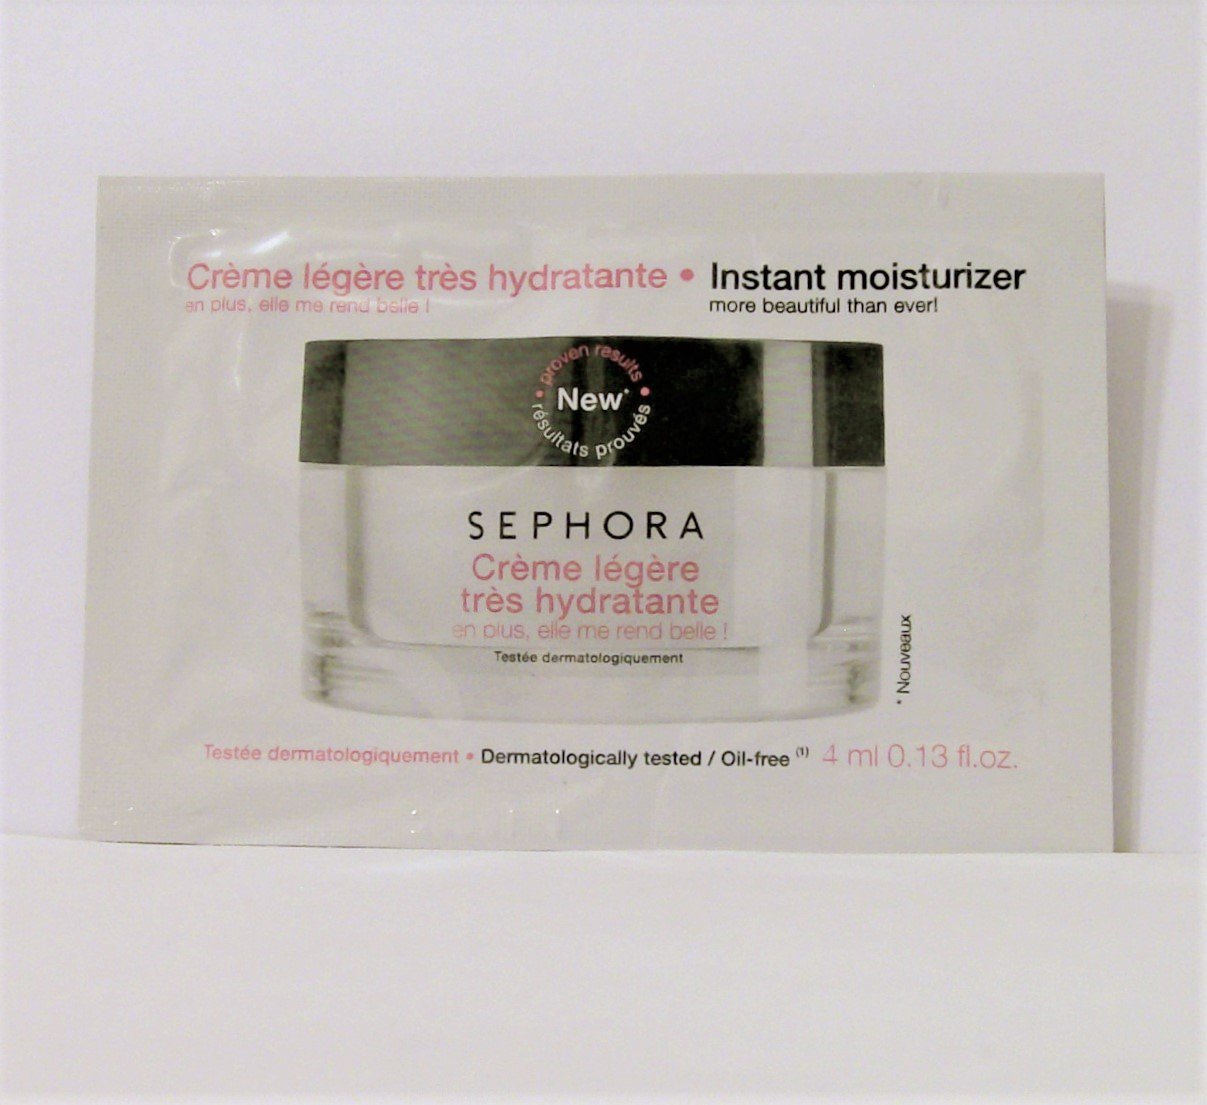 Crème légère très hydratante • Instant moisturizer
en plus, elle me rend belle !
more beautiful than ever!
• proven results •
New*
résultats prouvés
SEPHORA
Crème légère
très hydratante
en plus, elle me rend belle !
Testée dermatologiquement
* Nouveaux
Testée dermatologiquement • Dermatologically tested / Oil-free (1) 4 ml 0.13 fl.oz.